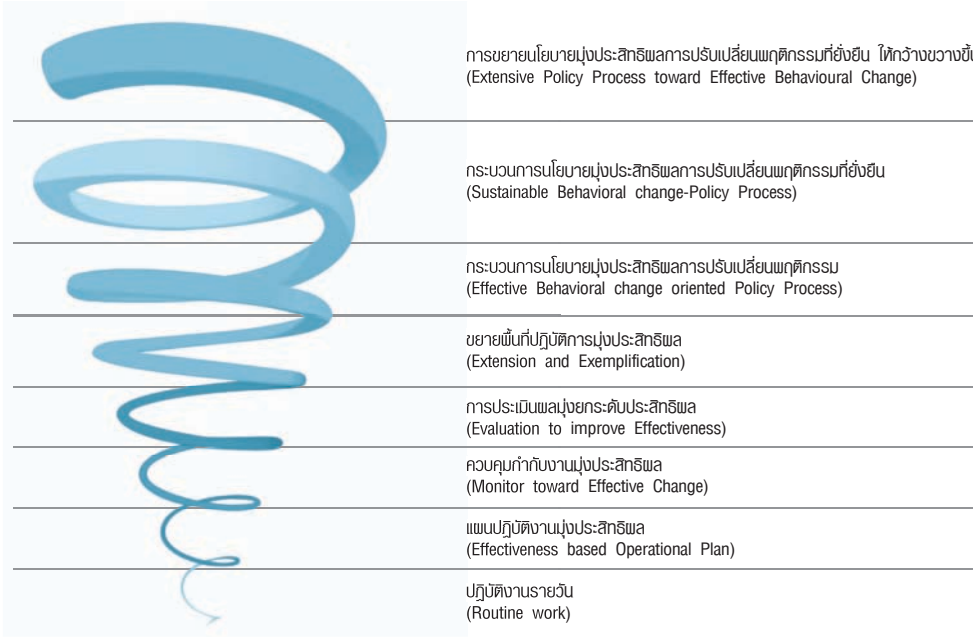 การขยายนโยบายมุ่งประสิทธิผลการปรับเปลี่ยนพฤติกรรมที่ยั่งยืน ให้กว้างขวางขึ้น
(Extensive Policy Process toward Effective Behavioural Change)
กระบวนการนโยบายมุ่งประสิทธิผลการปรับเปลี่ยนพฤติกรรมที่ยั่งยืน
(Sustainable Behavioral change-Policy Process)
กระบวนการนโยบายมุ่งประสิทธิผลการปรับเปลี่ยนพฤติกรรม
(Effective Behavioral change oriented Policy Process)
ขยายพื้นที่ปฏิบัติการมุ่งประสิทธิผล
(Extension and Exemplification)
การประเมินผลมุ่งยกระดับประสิทธิผล
(Evaluation to improve Effectiveness)
ควบคุมกำกับงานมุ่งประสิทธิผล
(Monitor toward Effective Change)
แผนปฏิบัติงานมุ่งประสิทธิผล
(Effectiveness based Operational Plan)
ปฏิบัติงานรายวัน
(Routine work)